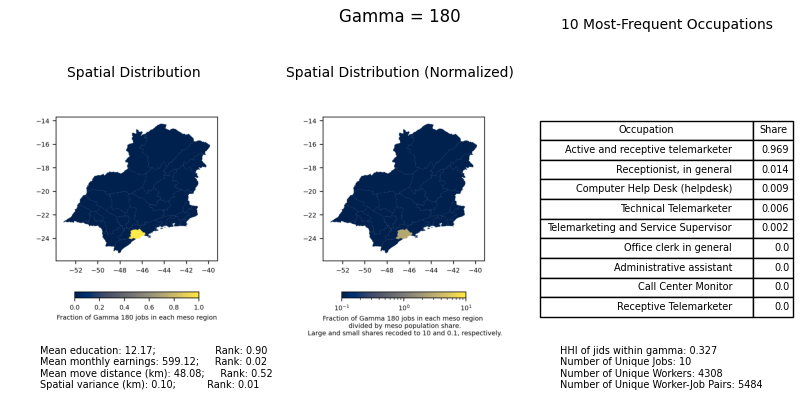 Gamma = 180
10 Most-Frequent Occupations
Spatial Distribution
Spatial Distribution (Normalized)
−14
−16
−18
−20
−22
−24
−52 −50 −48 −46 −44 −42 −40
0.0 0.2 0.4 0.6 0.8 1.0
Fraction of Gamma 180 jobs in each meso region
−14
−16
−18
−20
−22
−24
−52 −50 −48 −46 −44 −42 −40
10⁻¹ 10⁰ 10¹
Fraction of Gamma 180 jobs in each meso region
divided by meso population share.
Large and small shares recoded to 10 and 0.1, respectively.
Occupation Share
Active and receptive telemarketer 0.969
Receptionist, in general 0.014
Computer Help Desk (helpdesk) 0.009
Technical Telemarketer 0.006
Telemarketing and Service Supervisor 0.002
Office clerk in general 0.0
Administrative assistant 0.0
Call Center Monitor 0.0
Receptive Telemarketer 0.0
Mean education: 12.17; Rank: 0.90
Mean monthly earnings: 599.12; Rank: 0.02
Mean move distance (km): 48.08; Rank: 0.52
Spatial variance (km): 0.10; Rank: 0.01
HHI of jids within gamma: 0.327
Number of Unique Jobs: 10
Number of Unique Workers: 4308
Number of Unique Worker-Job Pairs: 5484